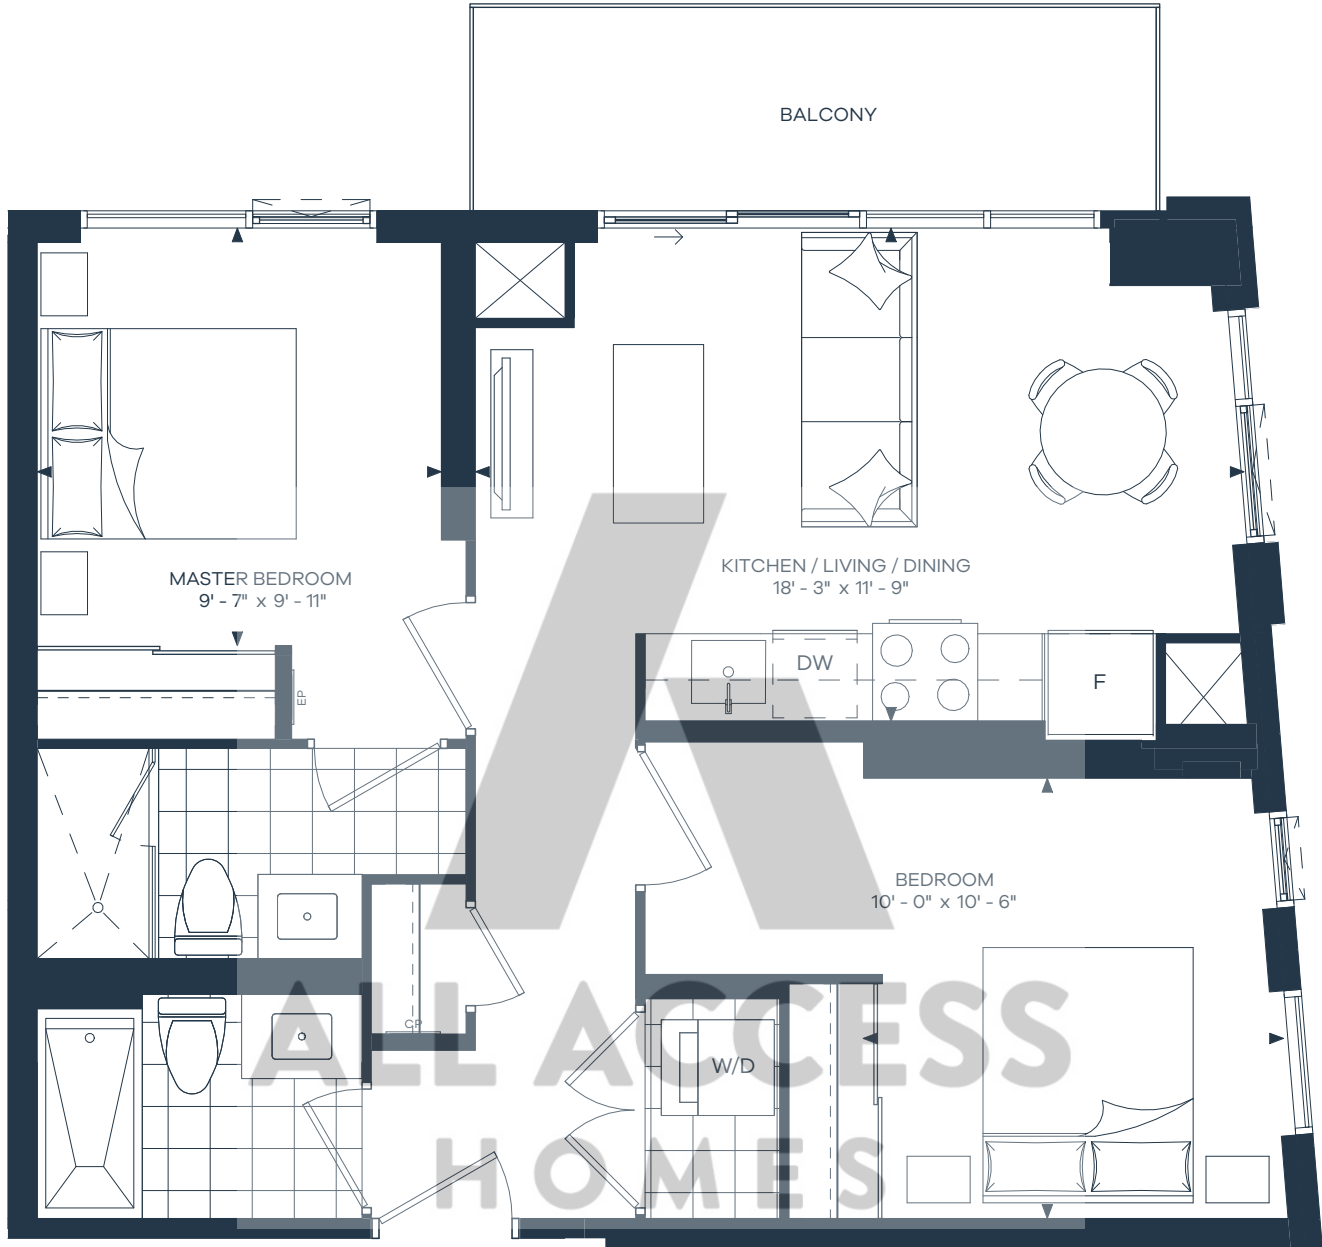 BALCONY
MASTER BEDROOM
9' - 7" x 9' - 11"
KITCHEN / LIVING / DINING
18' - 3" x 11' - 9"
DW
F
EP
BEDROOM
10' - 0" x 10' - 6"
CP
W/D
ALL ACCESS
HOMES